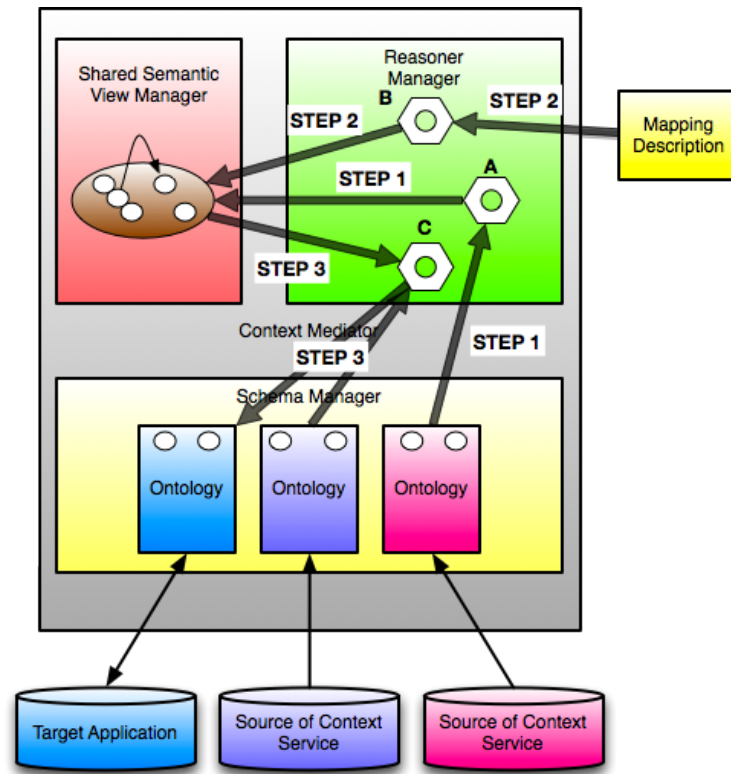 Shared Semantic
View Manager
Reasoner
Manager
B
STEP 2
STEP 2
Mapping
Description
A
STEP 1
C
STEP 3
STEP 1
Context Mediator
STEP 3
Schema Manager
Ontology
Ontology
Ontology
Target Application
Source of Context
Service
Source of Context
Service